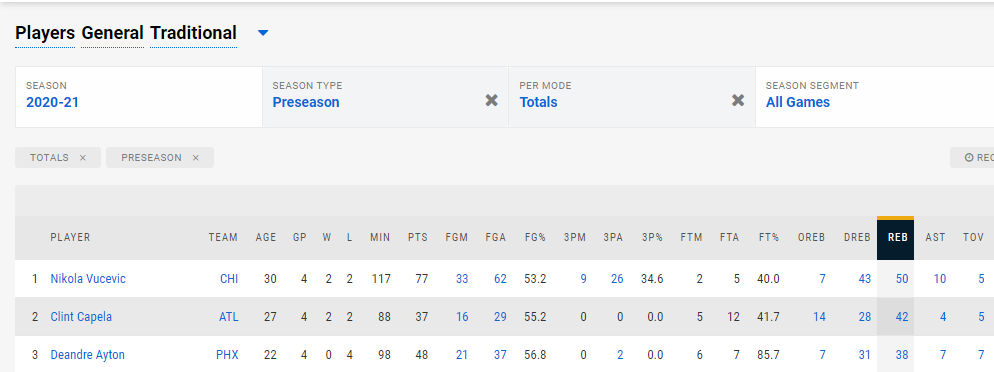 Players General Traditional
SEASON SEASON TYPE PER MODE SEASON SEGMENT
2020-21 Preseason Totals All Games
TOTALS × PRESEASON × REC
PLAYER TEAM AGE GP W L MIN PTS FGM FGA FG% 3PM 3PA 3P% FTM FTA FT% OREB DREB REB AST TOV
1 Nikola Vucevic CHI 30 4 2 2 117 77 33 62 53.2 9 26 34.6 2 5 40.0 7 43 50 10 5
2 Clint Capela ATL 27 4 2 2 88 37 16 29 55.2 0 0 0.0 5 12 41.7 14 28 42 4 5
3 Deandre Ayton PHX 22 4 0 4 98 48 21 37 56.8 0 2 0.0 6 7 85.7 7 31 38 7 7